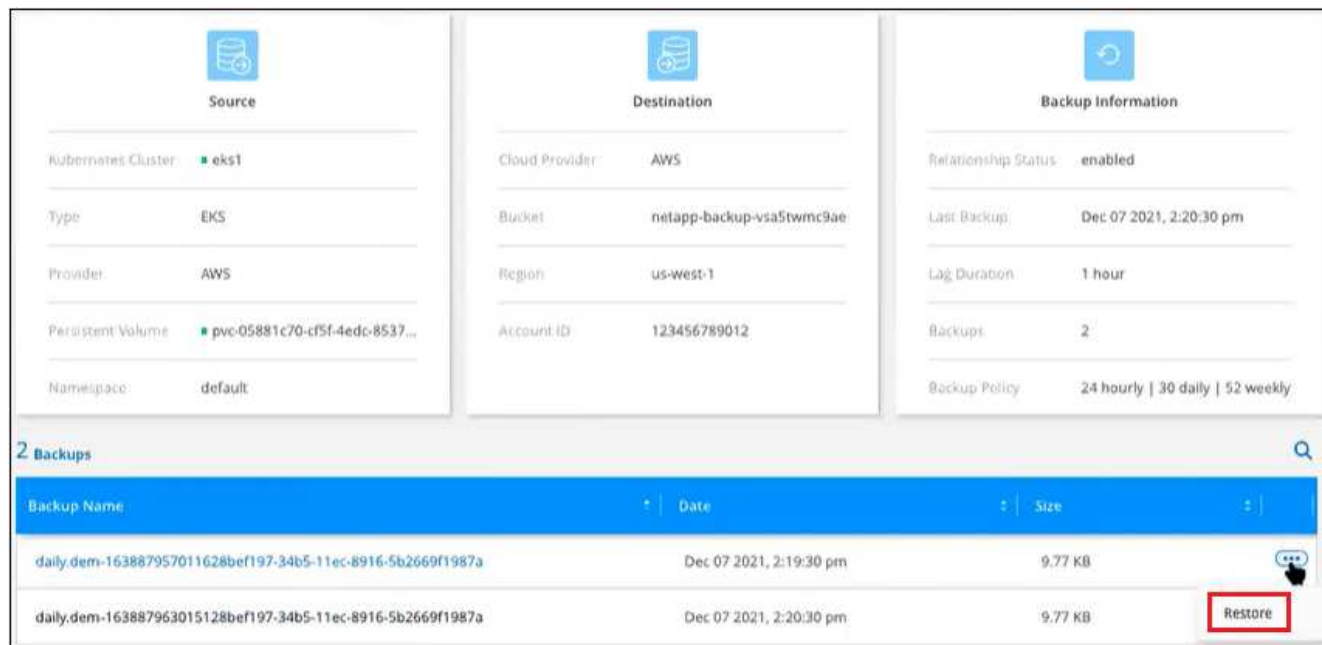 Source
Kubernetes Cluster eks1
Type EKS
Provider AWS
Persistent Volume pvc-05881c70-cf5f-4edc-8537...
Namespace default
Destination
Cloud Provider AWS
Bucket netapp-backup-vsa5twmc9ae
Region us-west-1
Account ID 123456789012
Backup Information
Relationship Status enabled
Last Backup Dec 07 2021, 2:20:30 pm
Lag Duration 1 hour
Backups 2
Backup Policy 24 hourly | 30 daily | 52 weekly
2 Backups
Backup Name Date Size
daily.dem-163887957011628bef197-34b5-11ec-8916-5b2669f1987a Dec 07 2021, 2:19:30 pm 9.77 KB
daily.dem-163887963015128bef197-34b5-11ec-8916-5b2669f1987a Dec 07 2021, 2:20:30 pm 9.77 KB
Restore